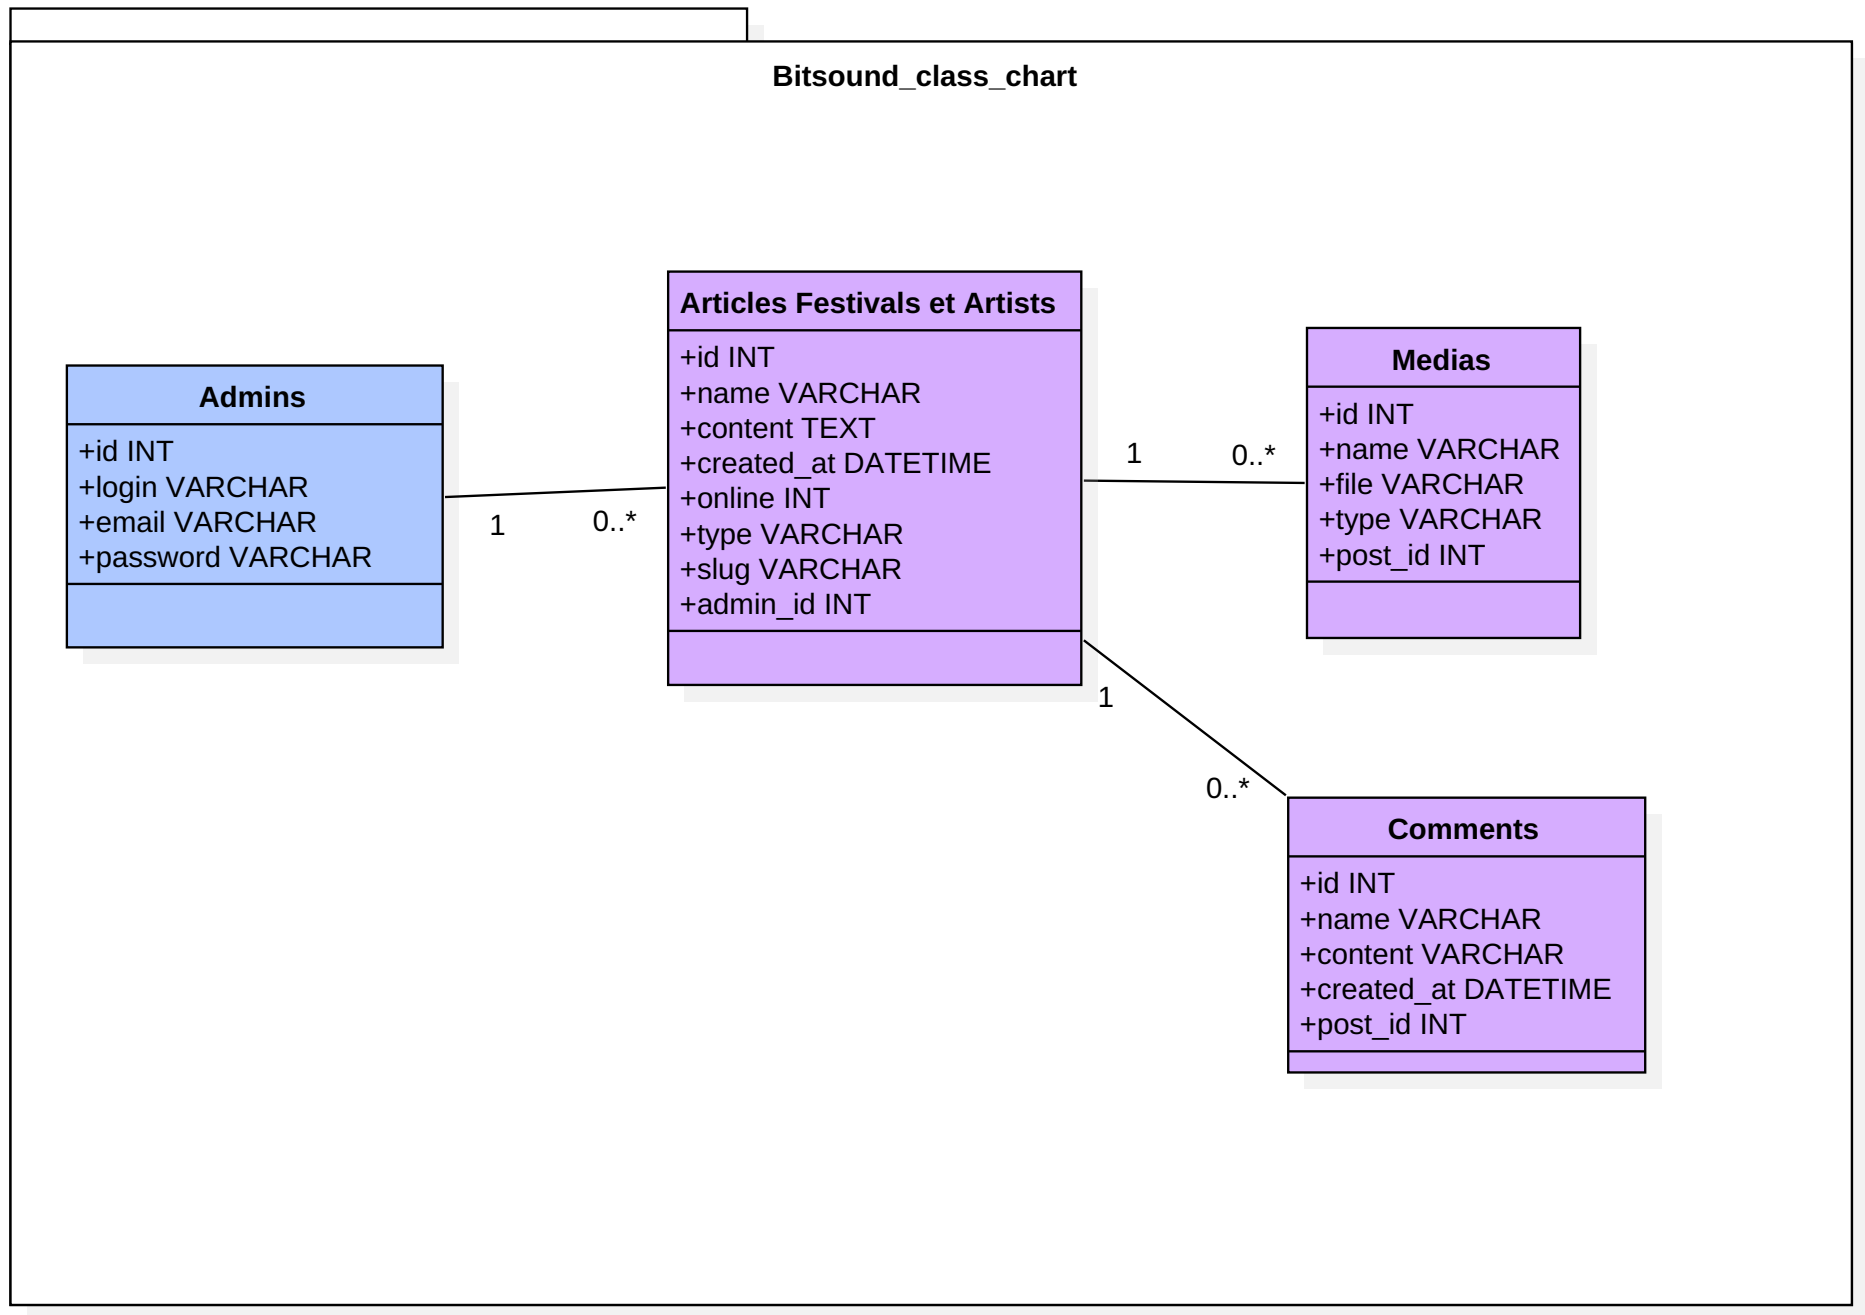 Bitsound_class_chart
Admins
+id INT
+login VARCHAR
+email VARCHAR
+password VARCHAR
1
0..*
Articles Festivals et Artists
+id INT
+name VARCHAR
+content TEXT
+created_at DATETIME
+online INT
+type VARCHAR
+slug VARCHAR
+admin_id INT
1
0..*
Medias
+id INT
+name VARCHAR
+file VARCHAR
+type VARCHAR
+post_id INT
1
0..*
Comments
+id INT
+name VARCHAR
+content VARCHAR
+created_at DATETIME
+post_id INT